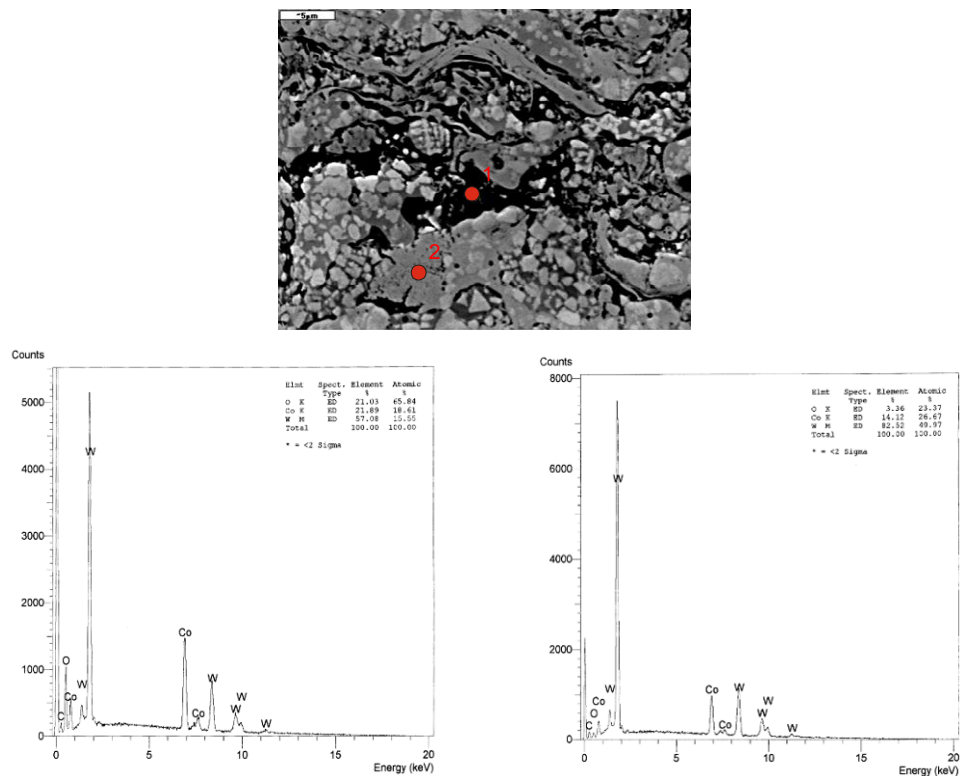 5µm
1
2
Counts
5000
4000
3000
2000
1000
0
Elmt Spect. Element Atomic
Type % %
O K ED 21.03 65.84
Co K ED 21.89 18.61
W M ED 57.08 15.55
Total 100.00 100.00
* = <2 Sigma
W
O
C
Co
W
Co
Co
W
W
W
W
0 5 10 15 20
Energy (keV)
Counts
8000
6000
4000
2000
0
Elmt Spect. Element Atomic
Type % %
O K ED 3.36 23.37
Co K ED 14.12 26.67
W M ED 82.52 49.97
Total 100.00 100.00
* = <2 Sigma
W
C
O
Co
W
Co
Co
W
W
W
W
0 5 10 15 20
Energy (keV)